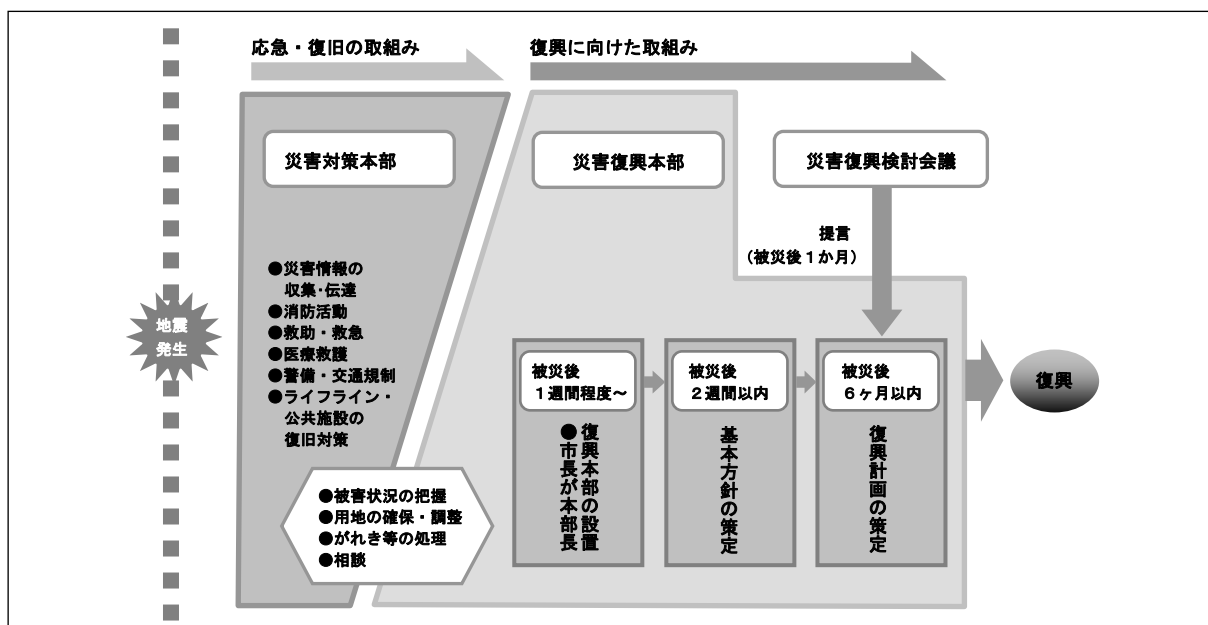 応急・復旧の取組み
復興に向けた取組み
災害対策本部
災害復興本部
災害復興検討会議
提言
（被災後１か月）
●災害情報の
収集・伝達
●消防活動
●救助・救急
●医療救護
●警備・交通規制
●ライフライン・
公共施設の
復旧対策
地震
発生
被災後
１週間程度～
復興本部の設置
●市長が本部長
被災後
２週間以内
基本方針の策定
被災後
６ヶ月以内
復興計画の策定
復興
●被害状況の把握
●用地の確保・調整
●がれき等の処理
●相談